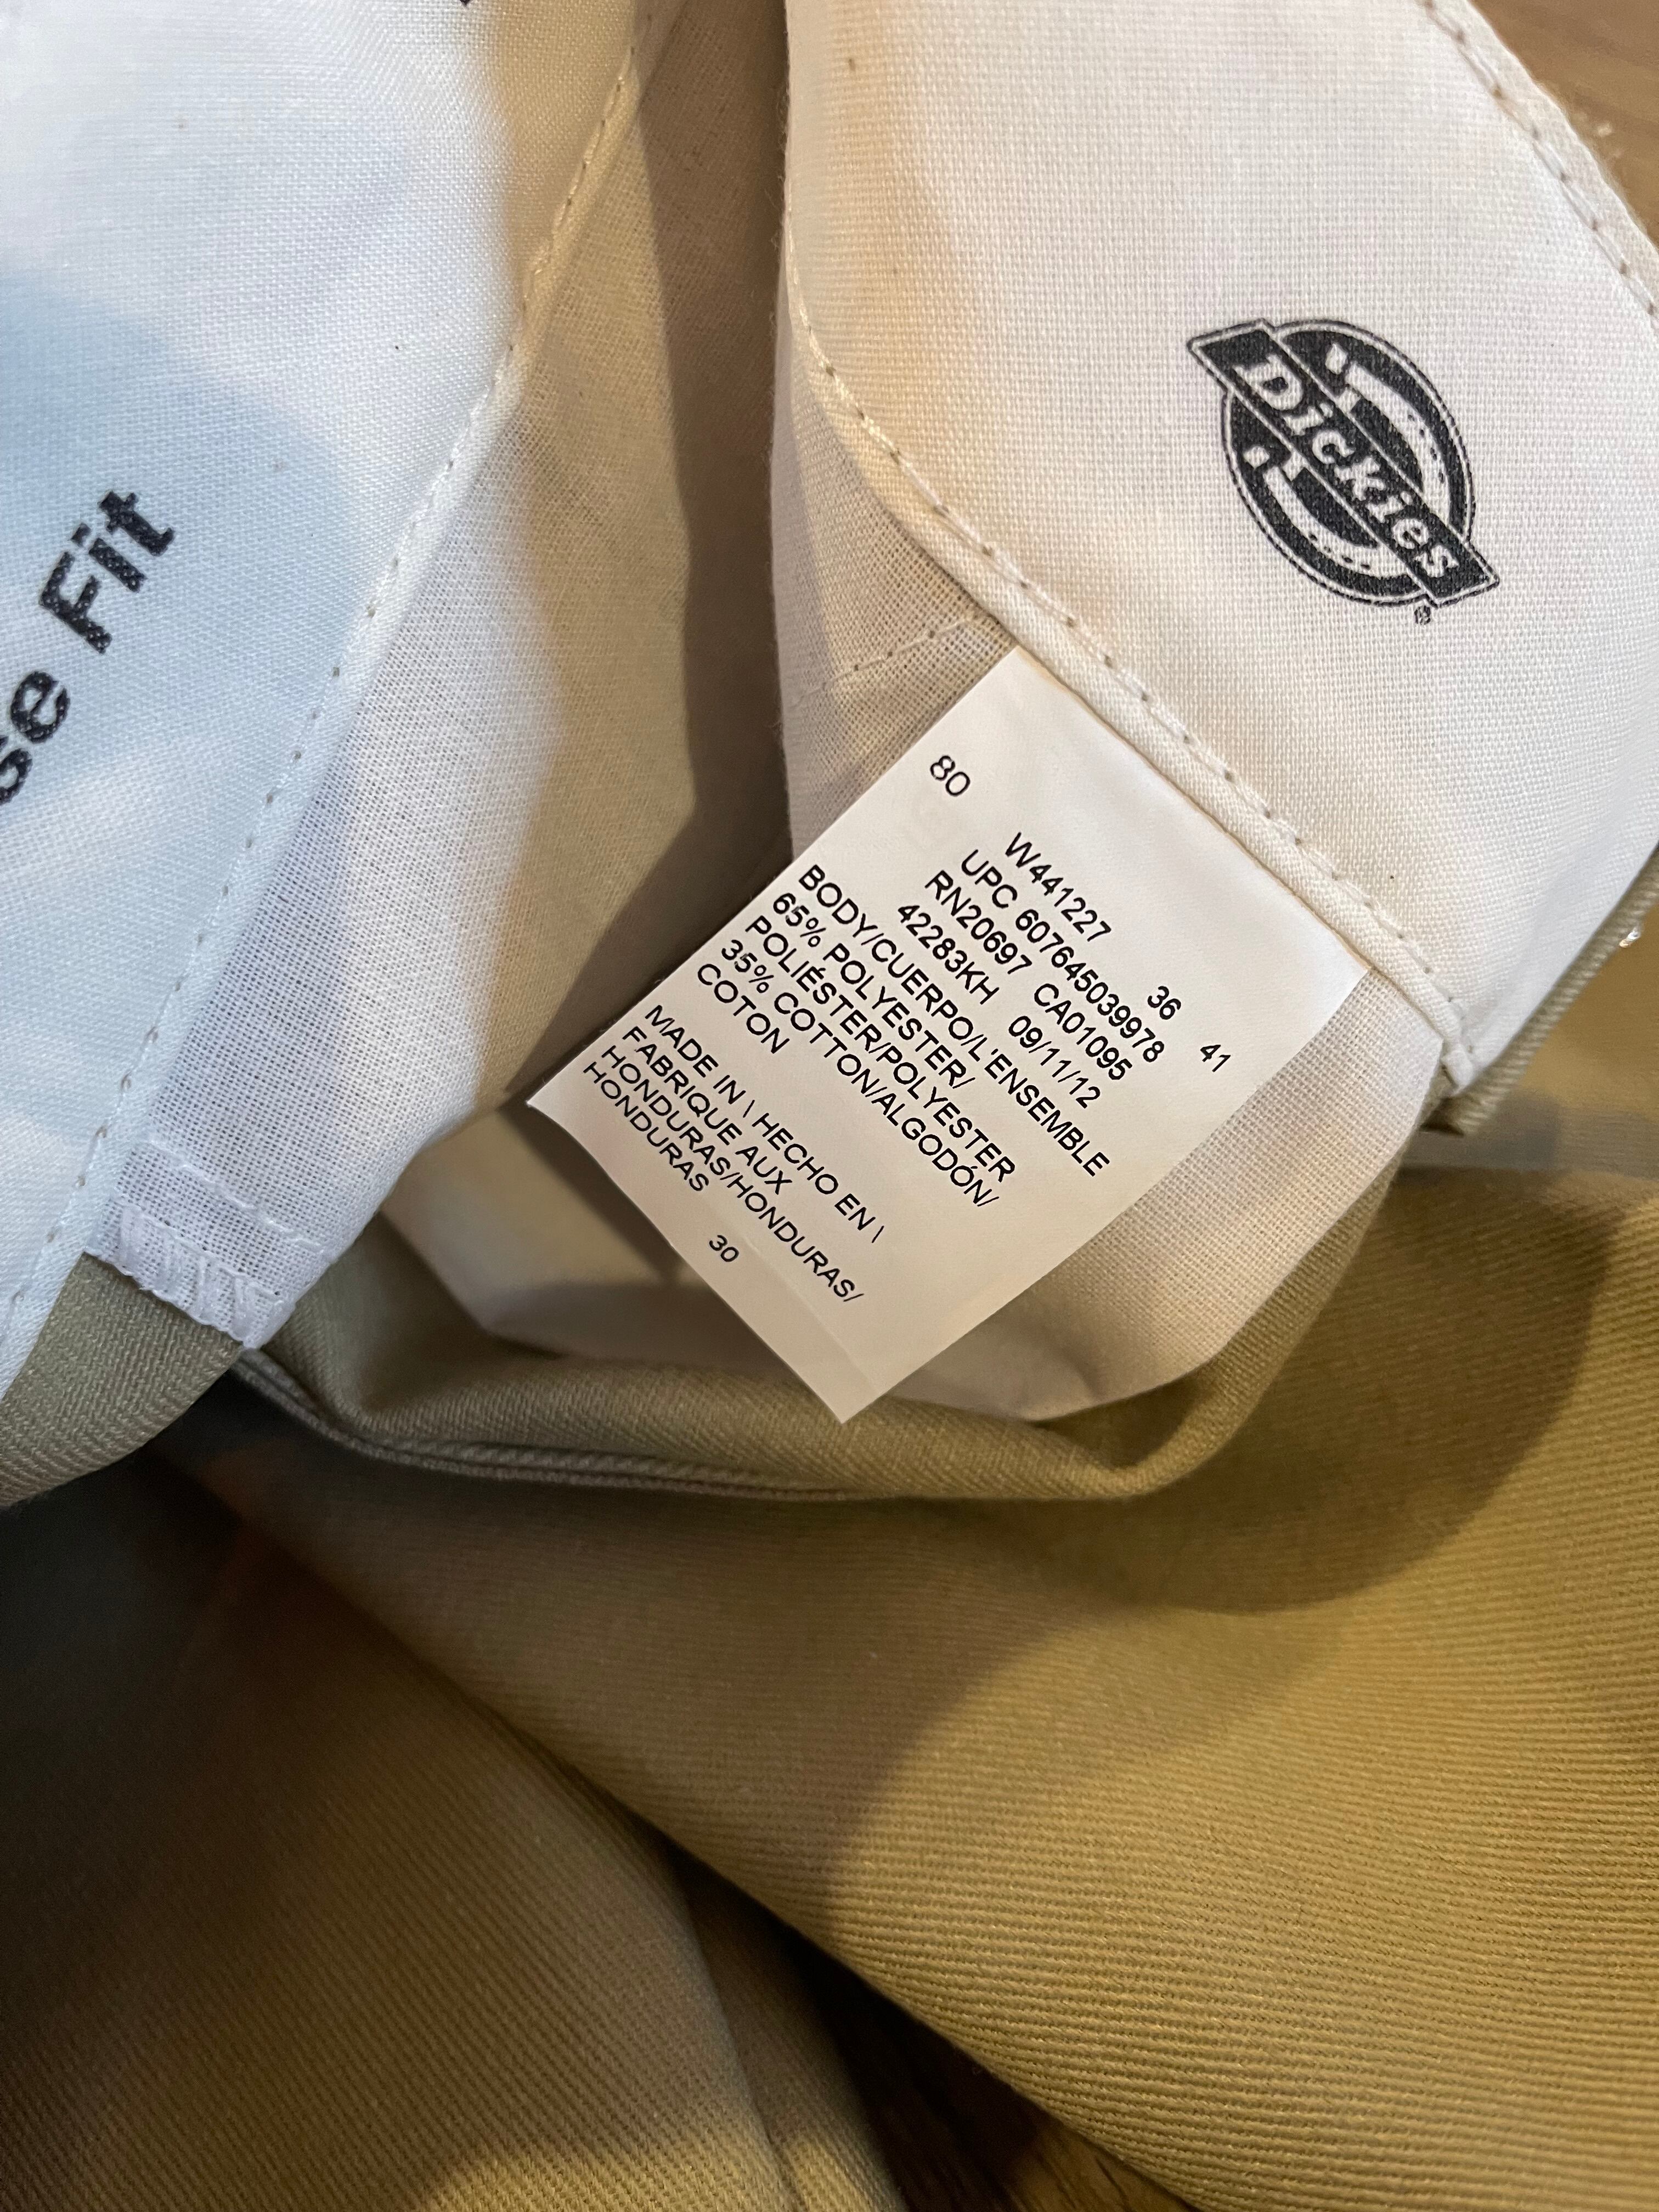 se Fit
Dickies
®
80
W441227 36 41
UPC 607645039978
RN20697 CA01095
42283KH 09/11/12
BODY/CUERPO/L'ENSEMBLE
65% POLYESTER/
POLIÉSTER/POLYESTER
35% COTTON/ALGODÓN/
COTON
MADE IN \ HECHO EN \
FABRIQUE AUX
HONDURAS/HONDURAS/
HONDURAS
30